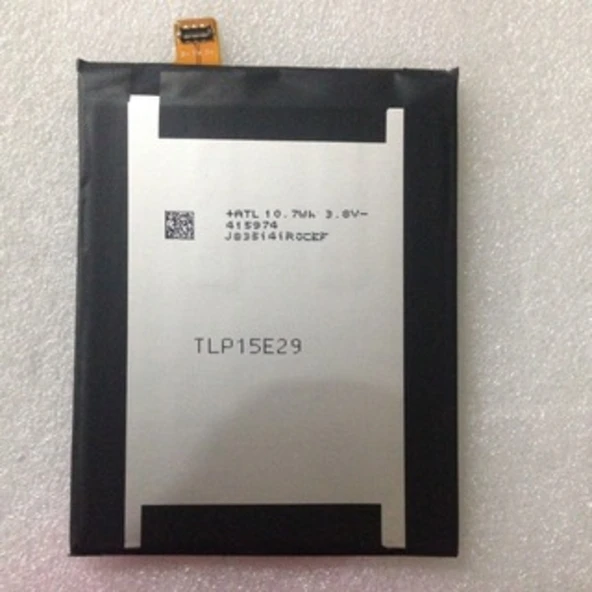 +ATL 10.7Wh 3.8V-
415974
J835141R0CEF
TLP15E29